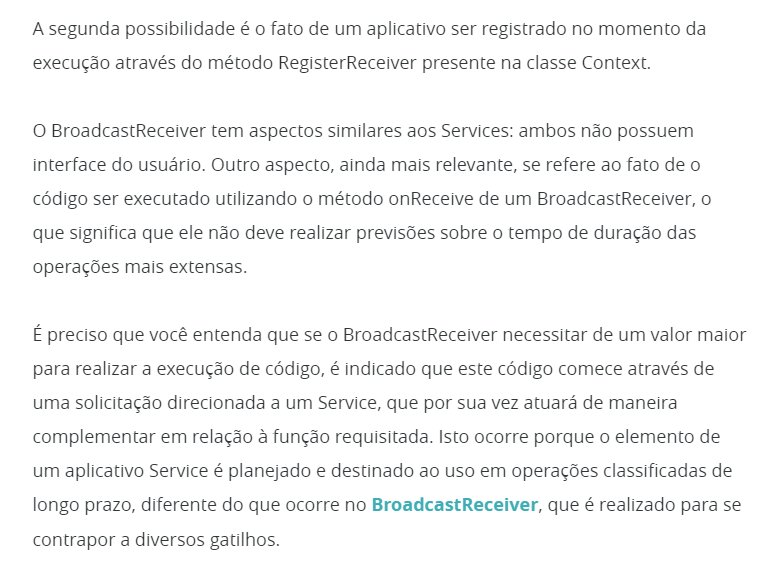 A segunda possibilidade é o fato de um aplicativo ser registrado no momento da
execução através do método RegisterReceiver presente na classe Context.
O BroadcastReceiver tem aspectos similares aos Services: ambos não possuem
interface do usuário. Outro aspecto, ainda mais relevante, se refere ao fato de o
código ser executado utilizando o método onReceive de um BroadcastReceiver, o
que significa que ele não deve realizar previsões sobre o tempo de duração das
operações mais extensas.
É preciso que você entenda que se o BroadcastReceiver necessitar de um valor maior
para realizar a execução de código, é indicado que este código comece através de
uma solicitação direcionada a um Service, que por sua vez atuará de maneira
complementar em relação à função requisitada. Isto ocorre porque o elemento de
um aplicativo Service é planejado e destinado ao uso em operações classificadas de
longo prazo, diferente do que ocorre no BroadcastReceiver, que é realizado para se
contrapor a diversos gatilhos.